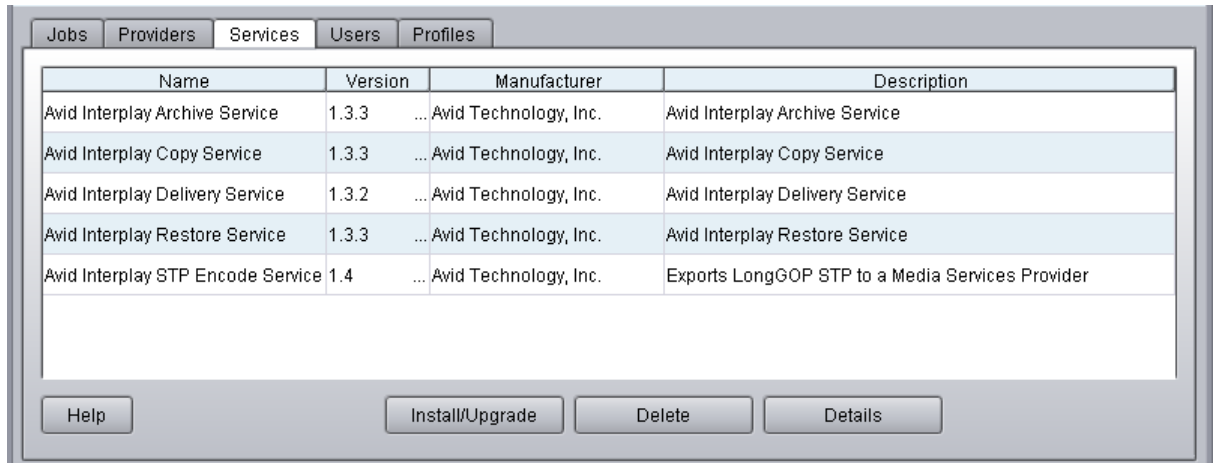 Jobs Providers Services Users Profiles
Name Version Manufacturer Description
Avid Interplay Archive Service 1.3.3 ... Avid Technology, Inc. Avid Interplay Archive Service
Avid Interplay Copy Service 1.3.3 ... Avid Technology, Inc. Avid Interplay Copy Service
Avid Interplay Delivery Service 1.3.2 ... Avid Technology, Inc. Avid Interplay Delivery Service
Avid Interplay Restore Service 1.3.3 ... Avid Technology, Inc. Avid Interplay Restore Service
Avid Interplay STP Encode Service 1.4 ... Avid Technology, Inc. Exports LongGOP STP to a Media Services Provider
Help Install/Upgrade Delete Details